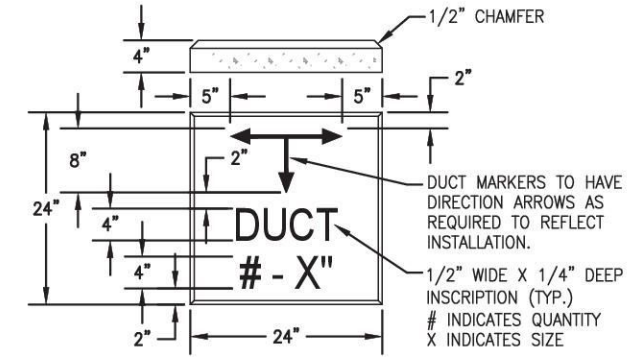 1/2" CHAMFER
4"
5"
5"
2"
8"
2"
24"
4"
4"
2"
24"
DUCT
# - X"
DUCT MARKERS TO HAVE
DIRECTION ARROWS AS
REQUIRED TO REFLECT
INSTALLATION.
1/2" WIDE X 1/4" DEEP
INSCRIPTION (TYP.)
# INDICATES QUANTITY
X INDICATES SIZE